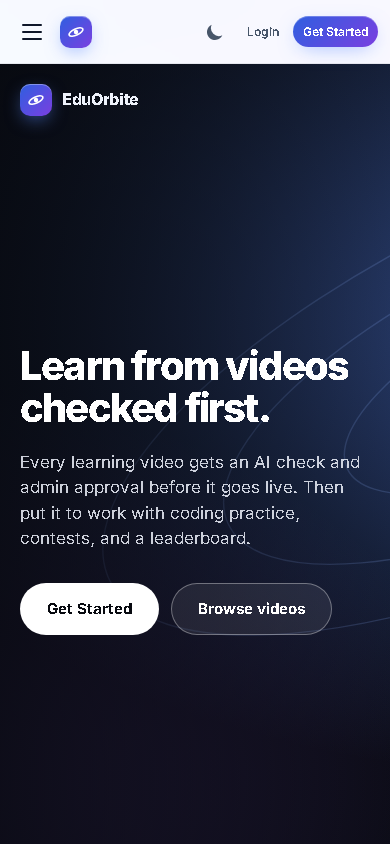 Login
Get Started
EduOrbite
Learn from videos
checked first.
Every learning video gets an AI check and
admin approval before it goes live. Then
put it to work with coding practice,
contests, and a leaderboard.
Get Started
Browse videos